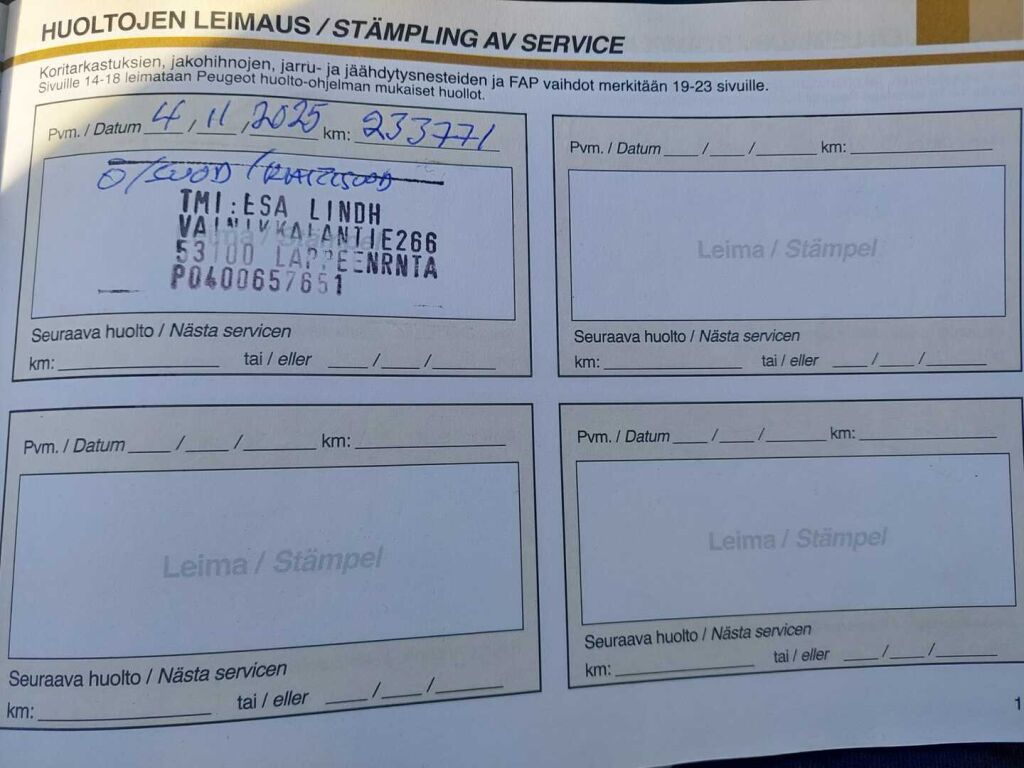 HUOLTOJEN LEIMAUS / STÄMPLING AV SERVICE
Koritarkastuksien, jakohihnojen, jarru- ja jäähdytysnesteiden ja FAP vaihdot merkitään 19-23 sivuille.
Sivuille 14-18 leimataan Peugeot huolto-ohjelman mukaiset huollot.
Pvm. / Datum 4 / 11 / 2025 km: 233771
Ö/SUOD /
TMI:ESA LINDH
VAINIKKALANTIE266
53100 LAPPEENRNTA
P0400657651
Seuraava huolto / Nästa servicen
km: tai / eller / /
Pvm. / Datum / / km:
Leima / Stämpel
Seuraava huolto / Nästa servicen
km: tai / eller / /
Pvm. / Datum / / km:
Leima / Stämpel
Seuraava huolto / Nästa servicen
km: tai / eller / /
Pvm. / Datum / / km:
Leima / Stämpel
Seuraava huolto / Nästa servicen
km: tai / eller / /
1